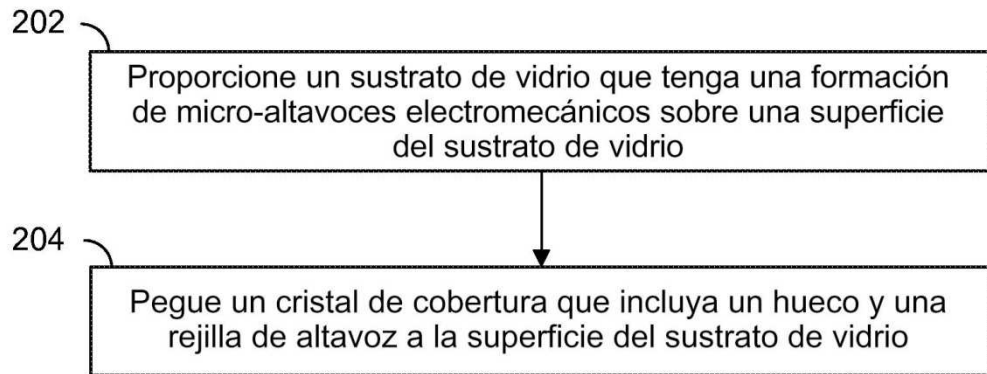 202
Proporcione un sustrato de vidrio que tenga una formación
de micro-altavoces electromecánicos sobre una superficie
del sustrato de vidrio
204
Pegue un cristal de cobertura que incluya un hueco y una
rejilla de altavoz a la superficie del sustrato de vidrio